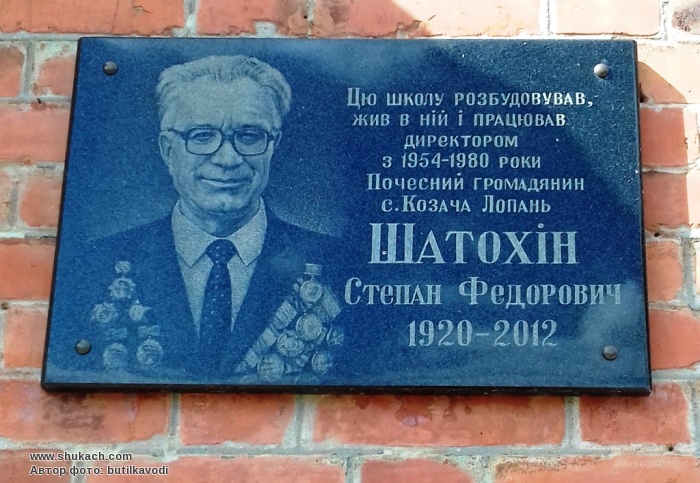 Цю школу розбудовував,
жив в ній і працював
директором
з 1954-1980 роки
Почесний громадянин
с. Козача Лопань
Шатохін
Степан Федорович
1920-2012
www.shukach.com
Автор фото: butilkavodi